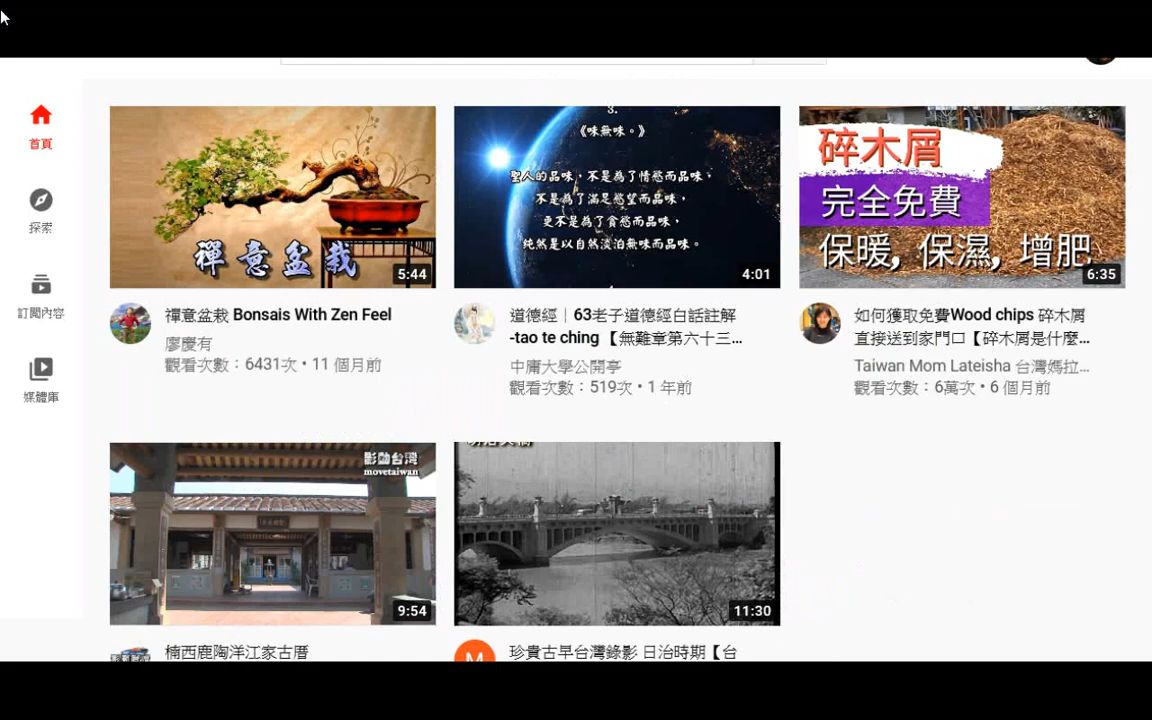 首頁
探索
訂閱內容
媒體庫
禪意盆栽
5:44
禪意盆栽 Bonsais With Zen Feel
廖慶有
觀看次數：6431次 • 11 個月前
3.
《味無味。》
聖人的品味，不是為了情慾而品味，
不是為了滿足慾望而品味，
更不是為了貪慾而品味，
純然是以自然淡泊無味而品味。
4:01
道德經｜63老子道德經白話註解
-tao te ching【無難章第六十三...
中庸大學公開亭
觀看次數：519次 • 1 年前
碎木屑
完全免費
保暖, 保濕, 增肥
6:35
如何獲取免費Wood chips 碎木屑
直接送到家門口【碎木屑是什麼...
Taiwan Mom Lateisha 台灣媽拉...
觀看次數：6萬次 • 6 個月前
影動台灣
movetaiwan
9:54
楠西鹿陶洋江家古厝
11:30
M
珍貴古早台灣錄影 日治時期【台